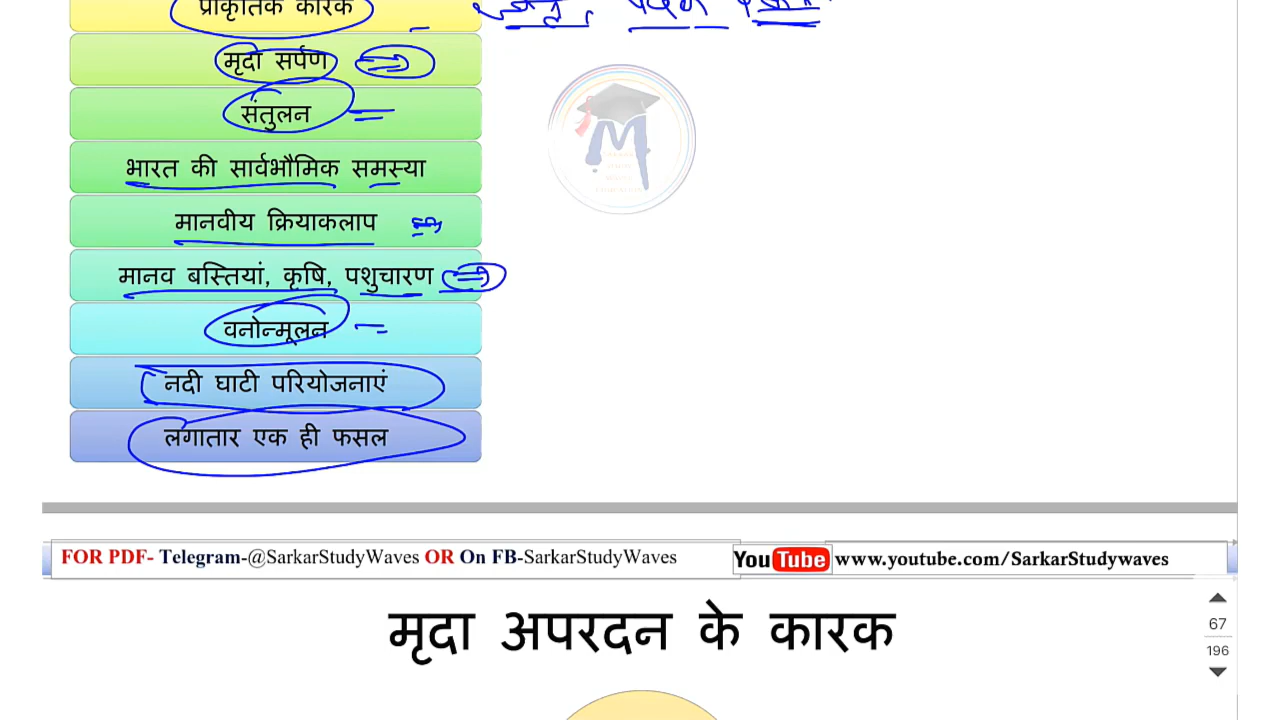 प्राकृतिक कारक
मृदा सर्पण
संतुलन
भारत की सार्वभौमिक समस्या
मानवीय क्रियाकलाप
मानव बस्तियां, कृषि, पशुचारण
वनोन्मूलन
नदी घाटी परियोजनाएं
लगातार एक ही फसल
M
FOR PDF- Telegram-@SarkarStudyWaves OR On FB-SarkarStudyWaves
YouTube www.youtube.com/SarkarStudywaves
मृदा अपरदन के कारक
67
196